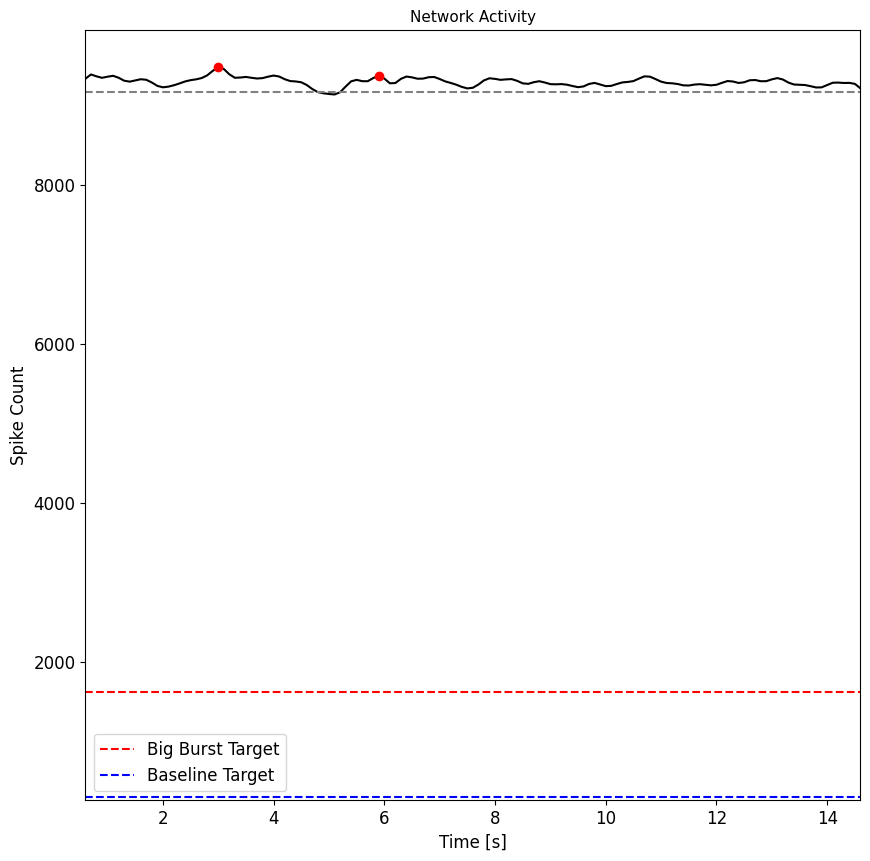 Network Activity
Spike Count
8000
6000
4000
2000
Big Burst Target
Baseline Target
2 4 6 8 10 12 14
Time [s]